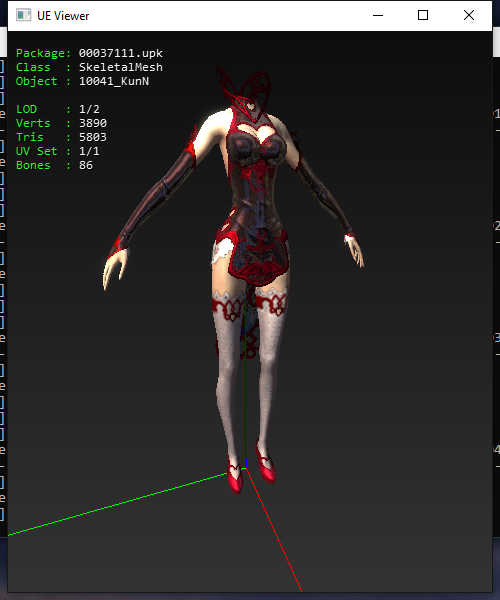 UE Viewer
Package: 00037111.upk
Class  : SkeletalMesh
Object : 10041_KunN
LOD    : 1/2
Verts  : 3890
Tris   : 5803
UV Set : 1/1
Bones  : 86